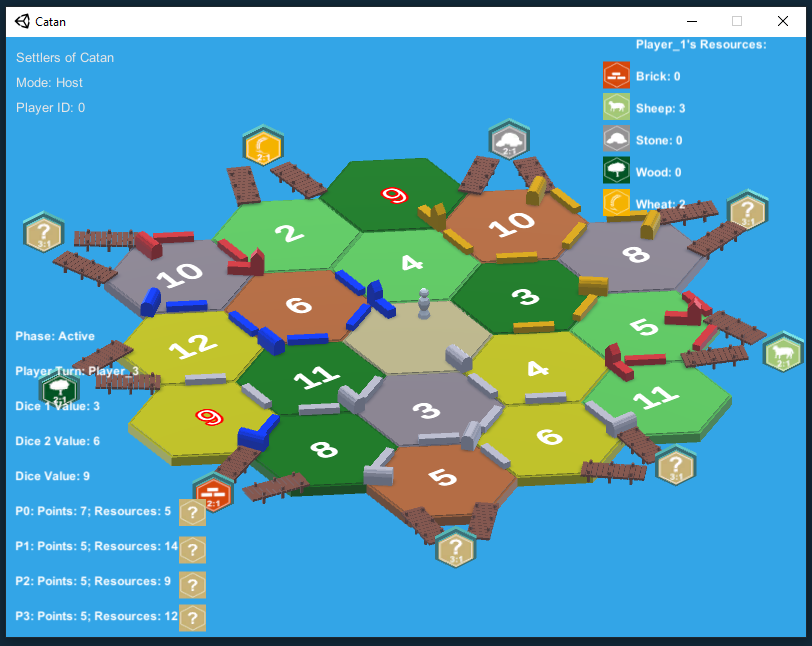 Catan
Settlers of Catan
Mode: Host
Player ID: 0
Player_1's Resources:
Brick: 0
Sheep: 3
Stone: 0
Wood: 0
Wheat: 2
2:1
2:1
?
3:1
?
3:1
9
10
2
8
4
10
3
6
5
12
4
11
11
3
9
6
8
5
2:1
2:1
2:1
?
3:1
?
3:1
Phase: Active
Player Turn: Player_3
Dice 1 Value: 3
Dice 2 Value: 6
Dice Value: 9
P0: Points: 7; Resources: 5 ?
P1: Points: 5; Resources: 14 ?
P2: Points: 5; Resources: 9 ?
P3: Points: 5; Resources: 12 ?